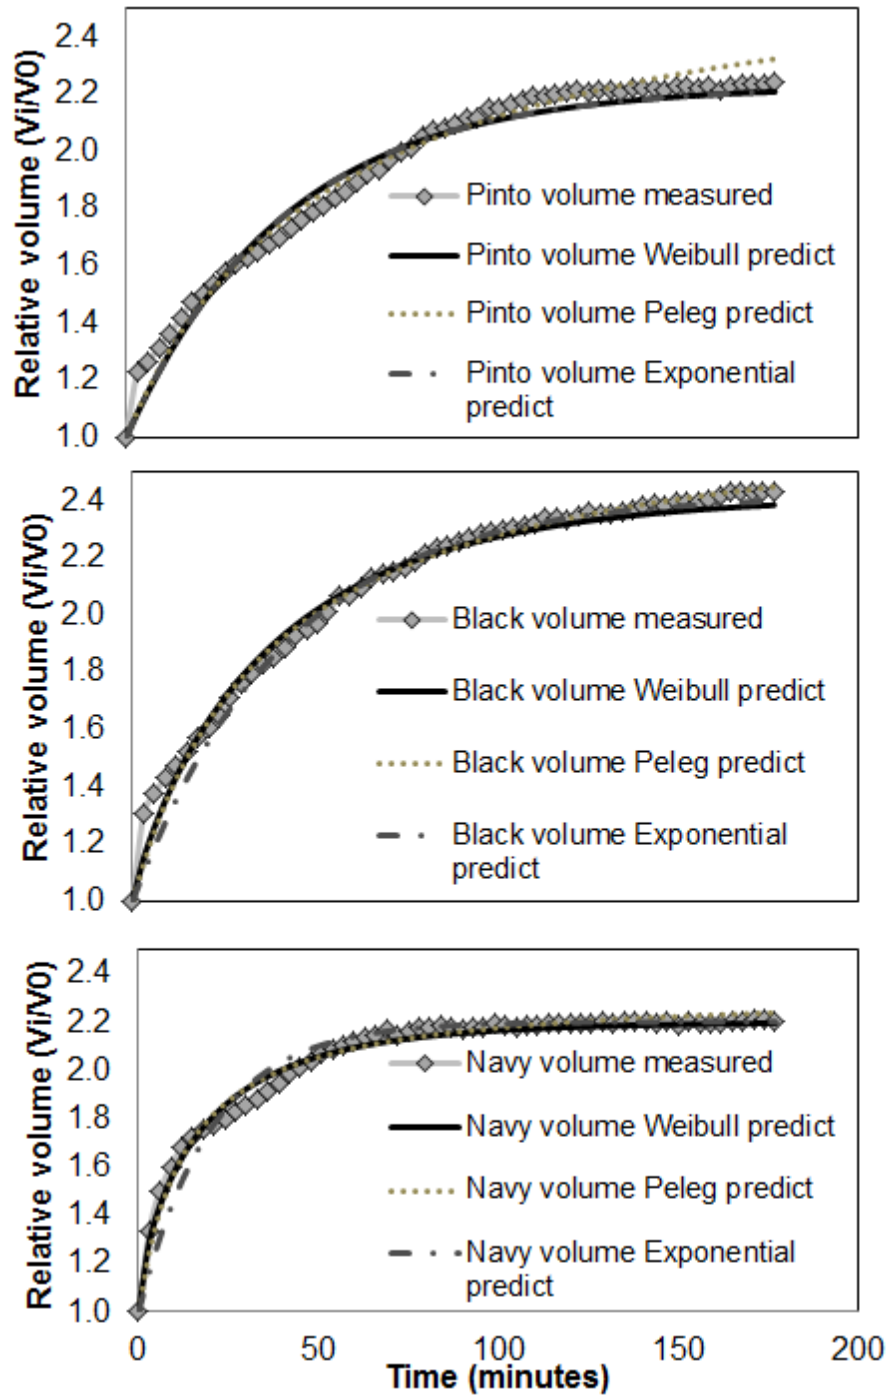 2.4
2.2
2.0
1.8
1.6
1.4
1.2
1.0
Relative volume (Vi/V0)
Pinto volume measured
Pinto volume Weibull predict
Pinto volume Peleg predict
Pinto volume Exponential
predict
2.4
2.2
2.0
1.8
1.6
1.4
1.2
1.0
Relative volume (Vi/V0)
Black volume measured
Black volume Weibull predict
Black volume Peleg predict
Black volume Exponential
predict
2.4
2.2
2.0
1.8
1.6
1.4
1.2
1.0
Relative volume (Vi/V0)
Navy volume measured
Navy volume Weibull predict
Navy volume Peleg predict
Navy volume Exponential
predict
0 50 100 150 200
Time (minutes)